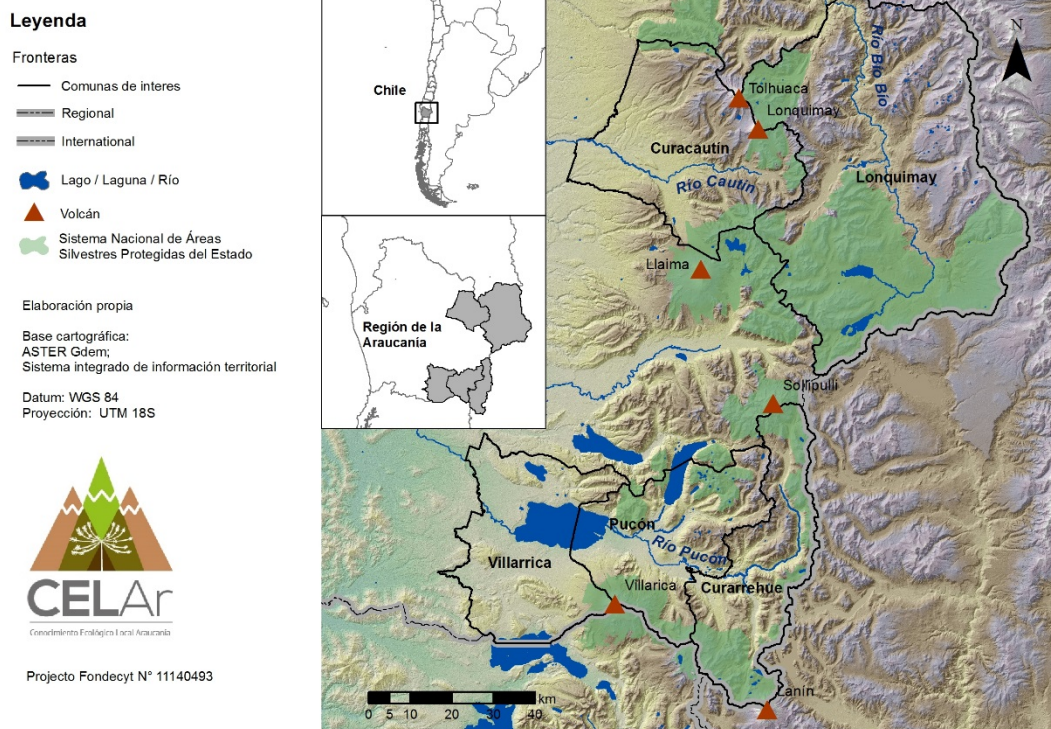 Leyenda
Fronteras
Comunas de interes
Regional
International
Lago / Laguna / Río
Volcán
Sistema Nacional de Áreas
Silvestres Protegidas del Estado
Elaboración propia
Base cartográfica:
ASTER Gdem;
Sistema integrado de información territorial
Datum: WGS 84
Proyección: UTM 18S
CELAr
Conocimiento Ecológico Local Araucanía
Projecto Fondecyt N° 11140493
Chile
Región de la
Araucanía
N
Río Bío Bío
Tolhuaca
Lonquimay
Curacautín
Lonquimay
Río Cautín
Llaima
Sollipulli
Pucón
Río Pucón
Villarrica
Villarica
Curarrehue
Lanín
km
0 5 10 20 30 40